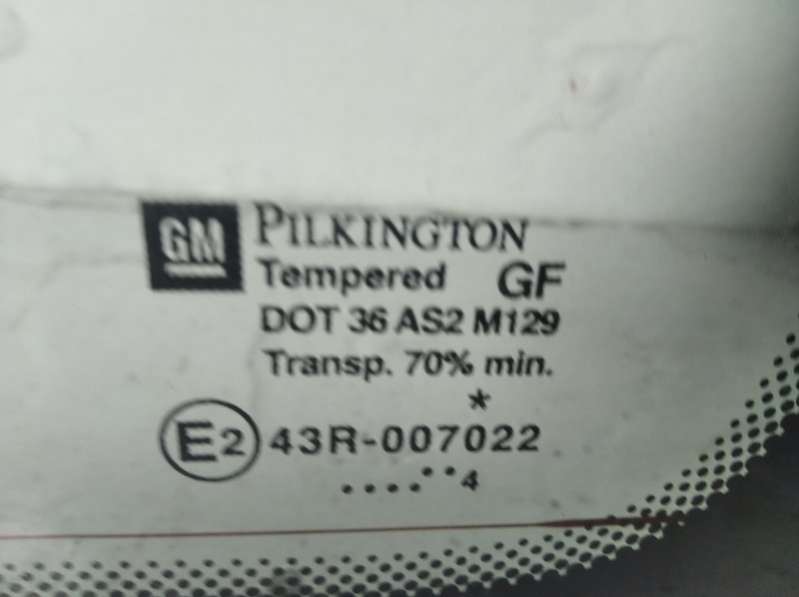 GM PILKINGTON
Tempered GF
DOT 36 AS2 M129
Transp. 70% min.
*
E2 43R-007022
.... ··4